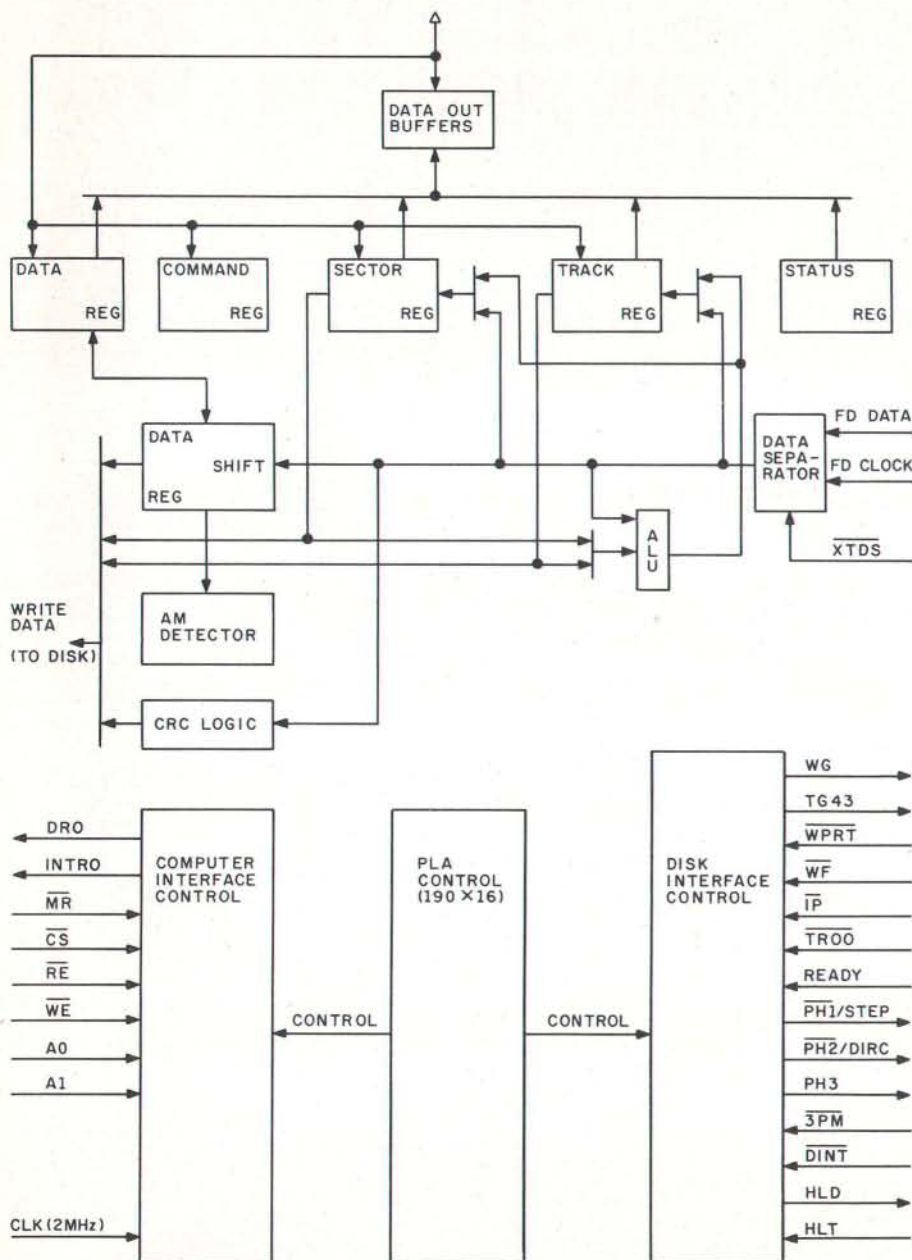 DATA OUT
BUFFERS
DATA
REG
COMMAND
REG
SECTOR
REG
TRACK
REG
STATUS
REG
DATA
SHIFT
REG
DATA
SEPA-
RATOR
FD DATA
FD CLOCK
XTDS
ALU
AM
DETECTOR
WRITE
DATA
(TO DISK)
CRC LOGIC
DRO
INTRO
MR
CS
RE
WE
A0
A1
CLK (2MHz)
COMPUTER
INTERFACE
CONTROL
CONTROL
PLA
CONTROL
(190 × 16)
CONTROL
DISK
INTERFACE
CONTROL
WG
TG43
WPRT
WF
IP
TROO
READY
PH1/STEP
PH2/DIRC
PH3
3PM
DINT
HLD
HLT